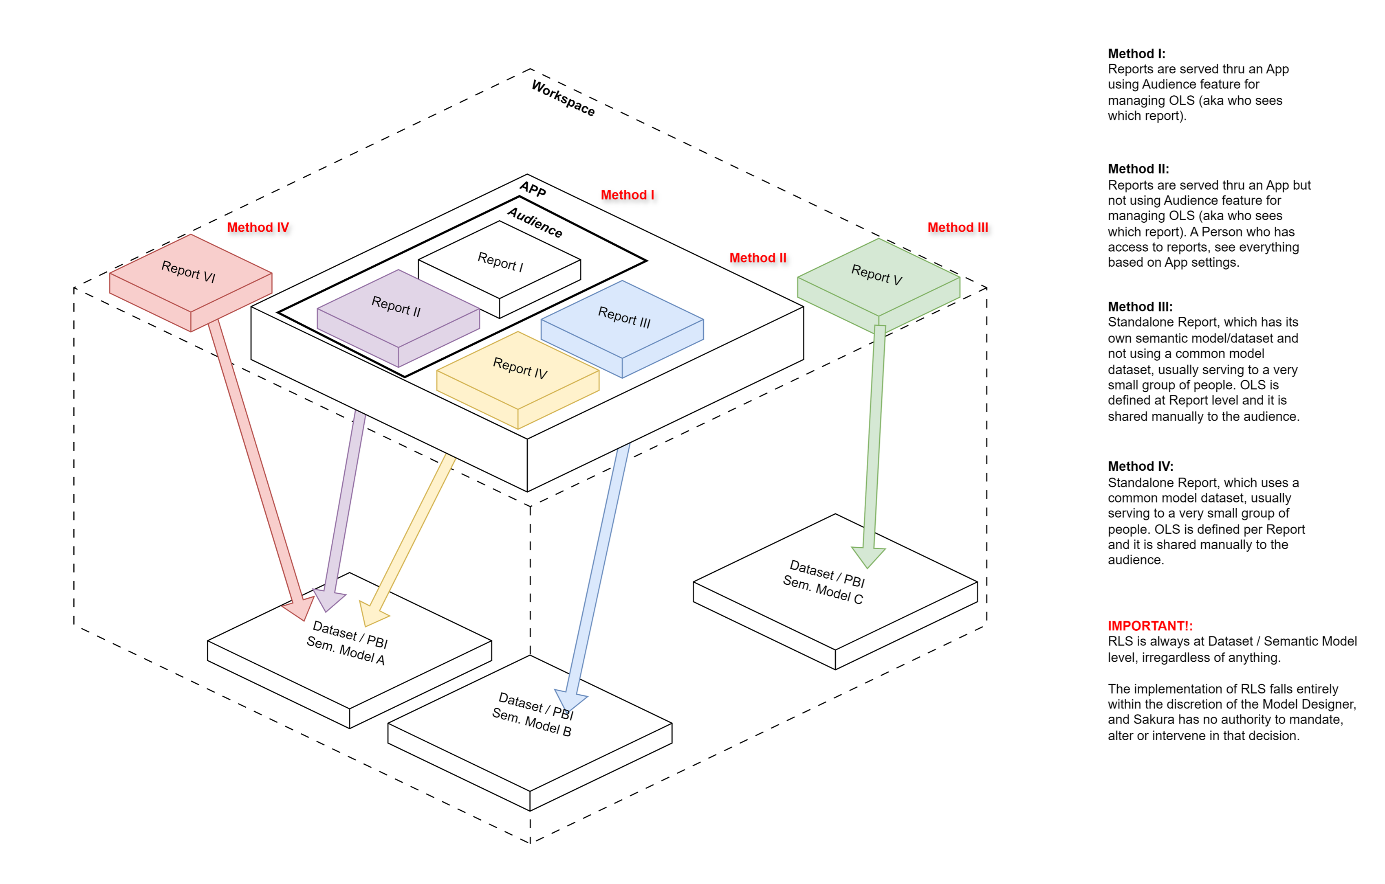 Workspace
APP
Method I
Audience
Method IV
Method III
Report I
Method II
Report VI
Report V
Report II
Report III
Report IV
Dataset / PBI
Sem. Model C
Dataset / PBI
Sem. Model A
Dataset / PBI
Sem. Model B
Method I:
Reports are served thru an App
using Audience feature for
managing OLS (aka who sees
which report).
Method II:
Reports are served thru an App but
not using Audience feature for
managing OLS (aka who sees
which report). A Person who has
access to reports, see everything
based on App settings.
Method III:
Standalone Report, which has its
own semantic model/dataset and
not using a common model
dataset, usually serving to a very
small group of people. OLS is
defined at Report level and it is
shared manually to the audience.
Method IV:
Standalone Report, which uses a
common model dataset, usually
serving to a very small group of
people. OLS is defined per Report
and it is shared manually to the
audience.
IMPORTANT!:
RLS is always at Dataset / Semantic Model
level, irregardless of anything.
The implementation of RLS falls entirely
within the discretion of the Model Designer,
and Sakura has no authority to mandate,
alter or intervene in that decision.